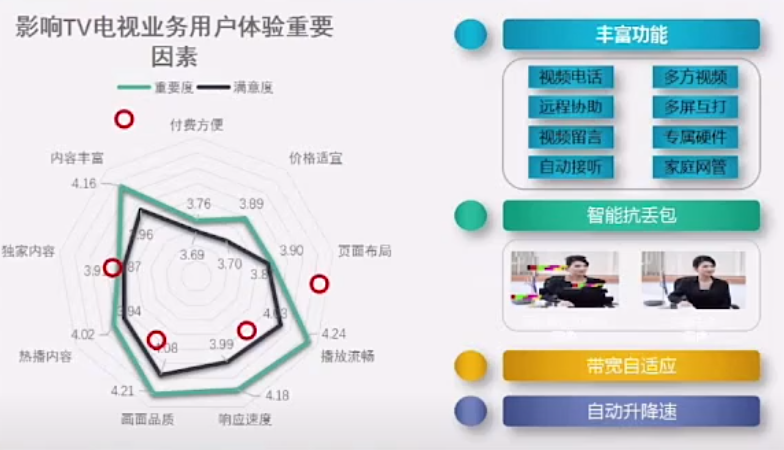 影响TV电视业务用户体验重要
因素
重要度 满意度
付费方便
内容丰富
价格适宜
4.16
3.76
3.89
3.96
3.69
3.70
3.90
独家内容
页面布局
3.87
3.94
4.03
4.02
4.24
热播内容
播放流畅
4.08
3.99
4.21
4.18
画面品质
响应速度
丰富功能
视频电话 多方视频
远程协助 多屏互打
视频留言 专属硬件
自动接听 家庭网管
智能抗丢包
带宽自适应
自动升降速